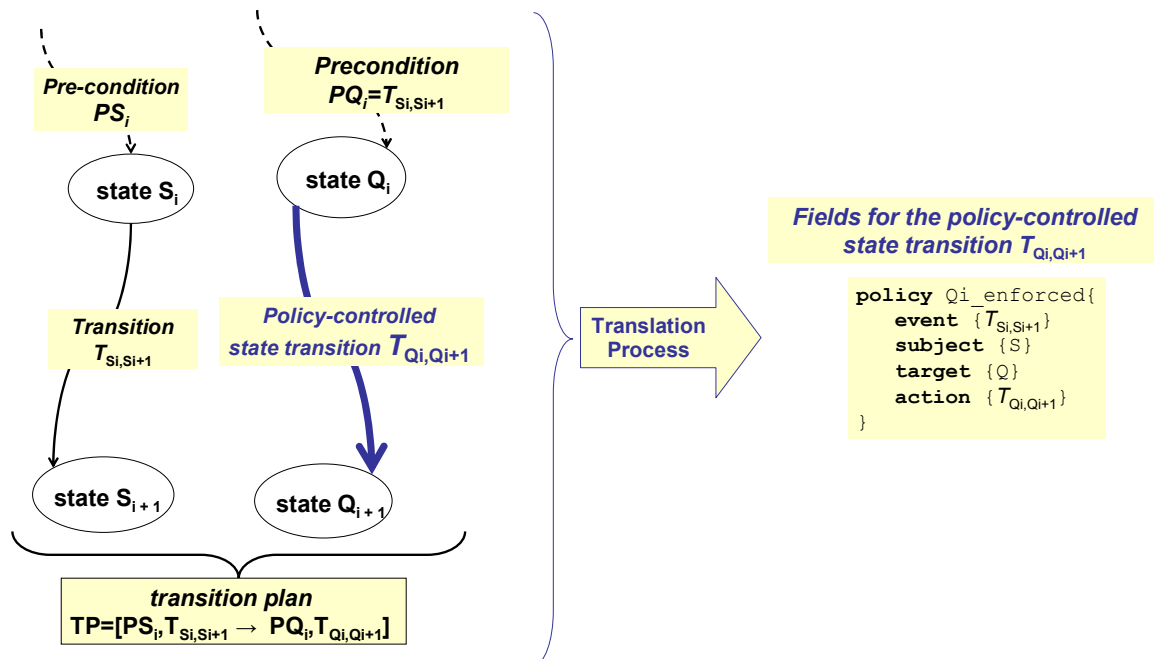 Pre-condition
PSi
Precondition
PQi=TSi,Si+1
state Si
state Qi
Transition
TSi,Si+1
Policy-controlled
state transition TQi,Qi+1
state Si + 1
state Qi + 1
transition plan
TP=[PSi,TSi,Si+1 → PQi,TQi,Qi+1]
Translation
Process
Fields for the policy-controlled
state transition TQi,Qi+1
policy Qi_enforced{
event {TSi,Si+1}
subject {S}
target {Q}
action {TQi,Qi+1}
}